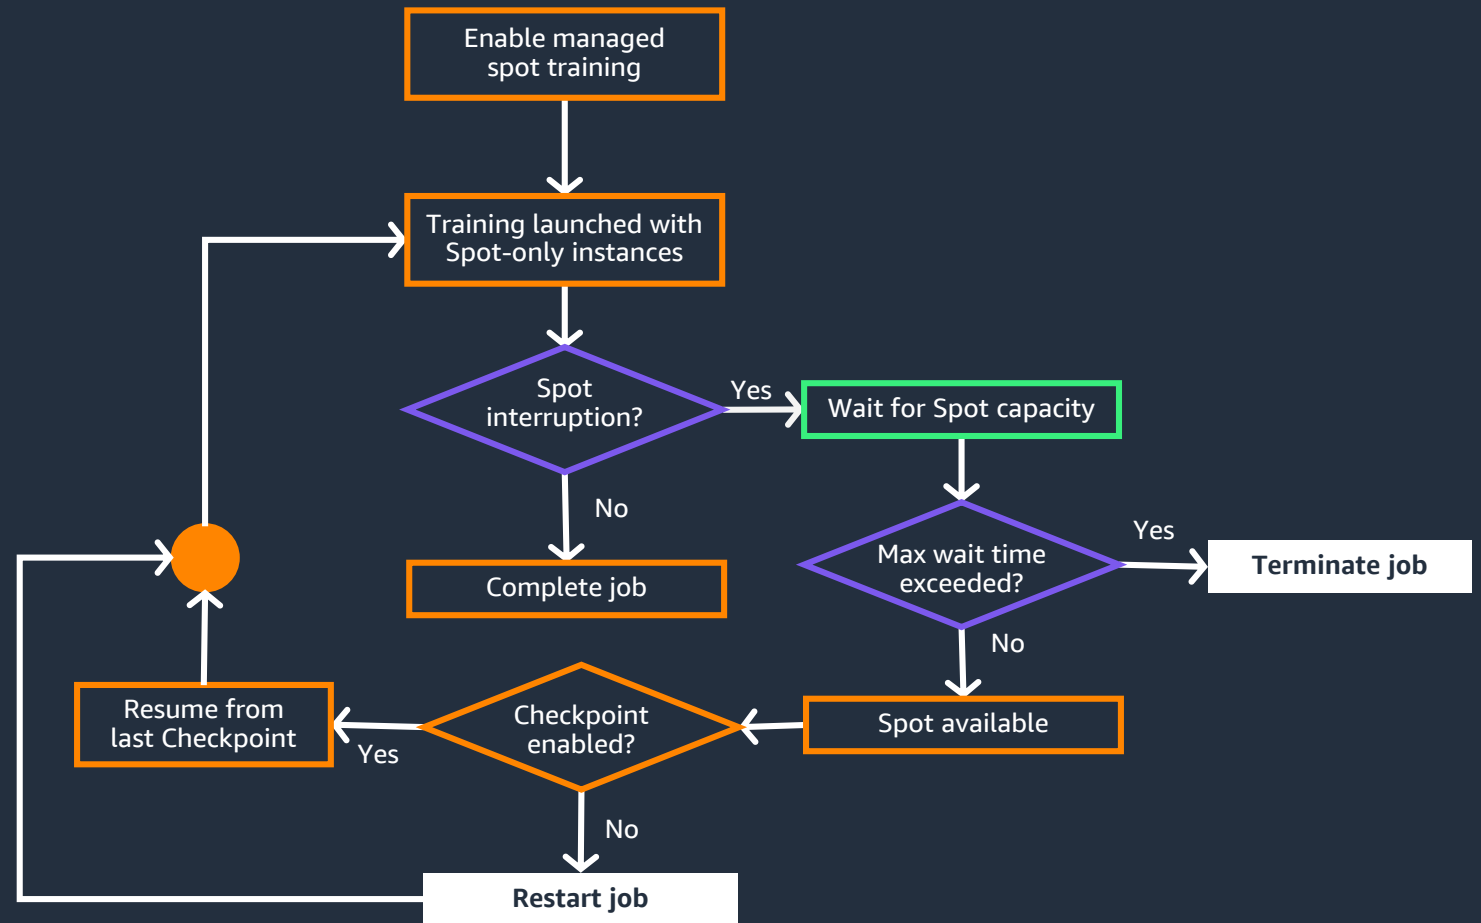 Enable managed
spot training
Training launched with
Spot-only instances
Spot
interruption?
Yes
Wait for Spot capacity
No
Complete job
Max wait time
exceeded?
Yes
Terminate job
No
Spot available
Checkpoint
enabled?
Yes
Resume from
last Checkpoint
No
Restart job